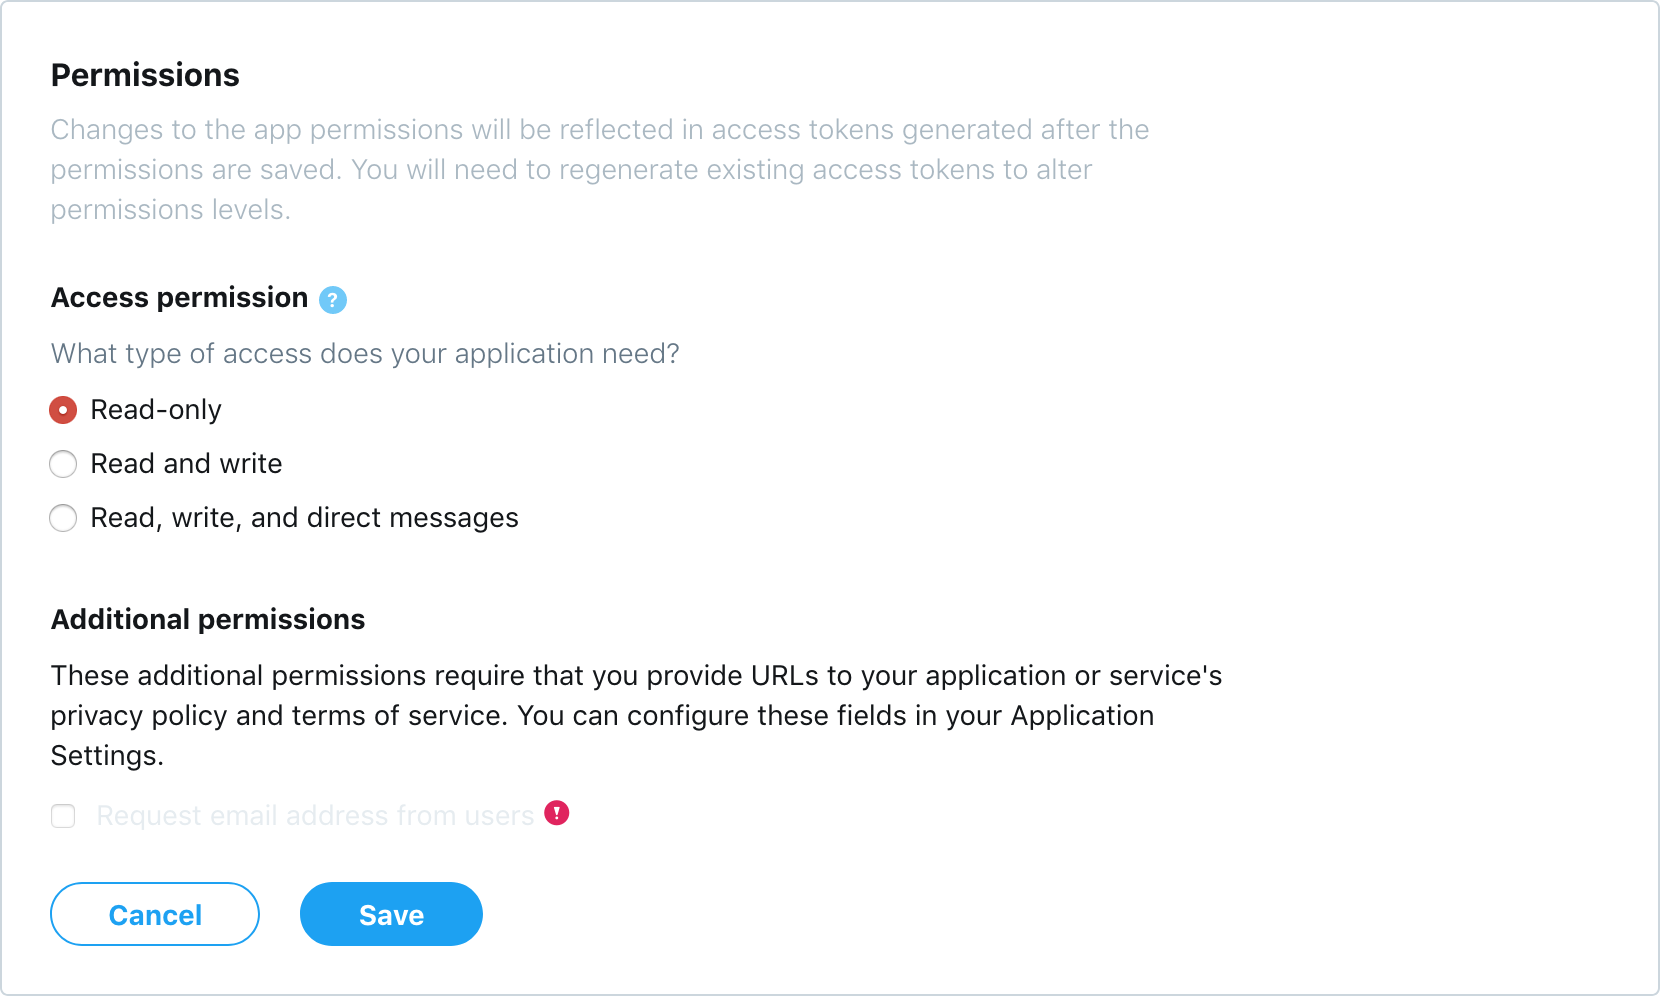 Permissions
Changes to the app permissions will be reflected in access tokens generated after the
permissions are saved. You will need to regenerate existing access tokens to alter
permissions levels.
Access permission ?
What type of access does your application need?
Read-only
Read and write
Read, write, and direct messages
Additional permissions
These additional permissions require that you provide URLs to your application or service's
privacy policy and terms of service. You can configure these fields in your Application
Settings.
Request email address from users !
Cancel Save